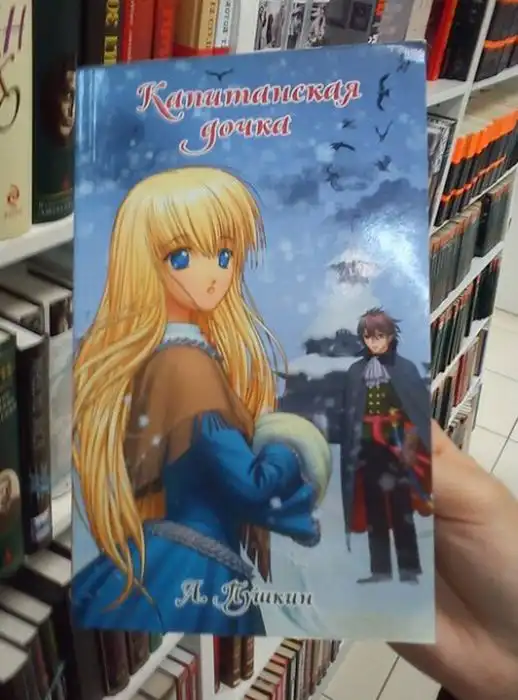 Капитанская
дочка
А. Пушкин